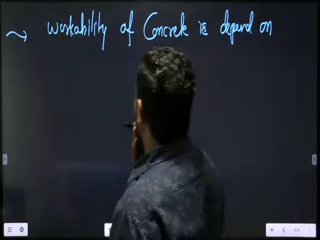 → workability of Concrete is depend on